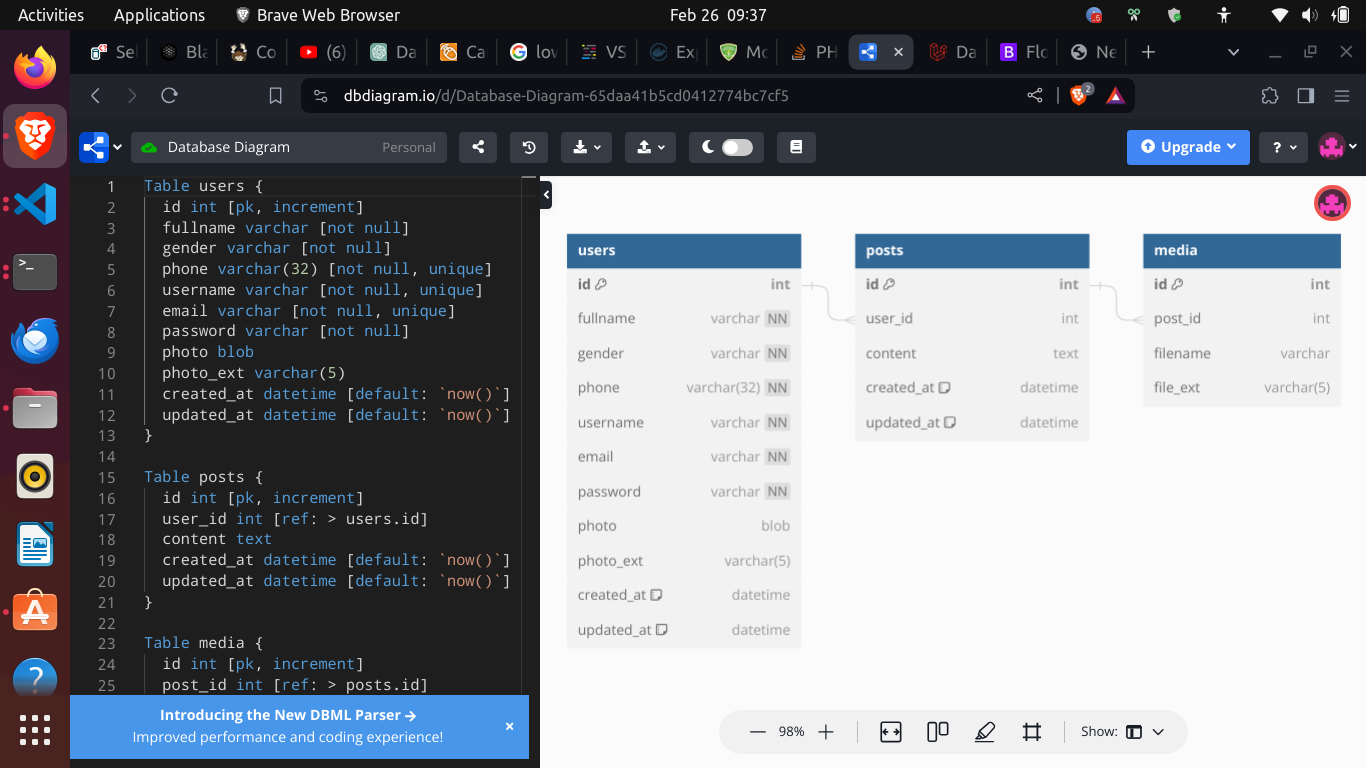 Activities Applications Brave Web Browser Feb 26 09:37
Sel Bla Co (6) Da Ca lov VS Exp Mo PH Da Flo Ne
dbdiagram.io/d/Database-Diagram-65daa41b5cd0412774bc7cf5 2
Database Diagram Personal Upgrade ?
1 Table users {
2 id int [pk, increment]
3 fullname varchar [not null]
4 gender varchar [not null]
5 phone varchar(32) [not null, unique]
6 username varchar [not null, unique]
7 email varchar [not null, unique]
8 password varchar [not null]
9 photo blob
10 photo_ext varchar(5)
11 created_at datetime [default: `now()`]
12 updated_at datetime [default: `now()`]
13 }
14
15 Table posts {
16 id int [pk, increment]
17 user_id int [ref: > users.id]
18 content text
19 created_at datetime [default: `now()`]
20 updated_at datetime [default: `now()`]
21 }
22
23 Table media {
24 id int [pk, increment]
25 post_id int [ref: > posts.id]
Introducing the New DBML Parser →
Improved performance and coding experience!
users
id int
fullname varchar NN
gender varchar NN
phone varchar(32) NN
username varchar NN
email varchar NN
password varchar NN
photo blob
photo_ext varchar(5)
created_at datetime
updated_at datetime
posts
id int
user_id int
content text
created_at datetime
updated_at datetime
media
id int
post_id int
filename varchar
file_ext varchar(5)
98% Show: